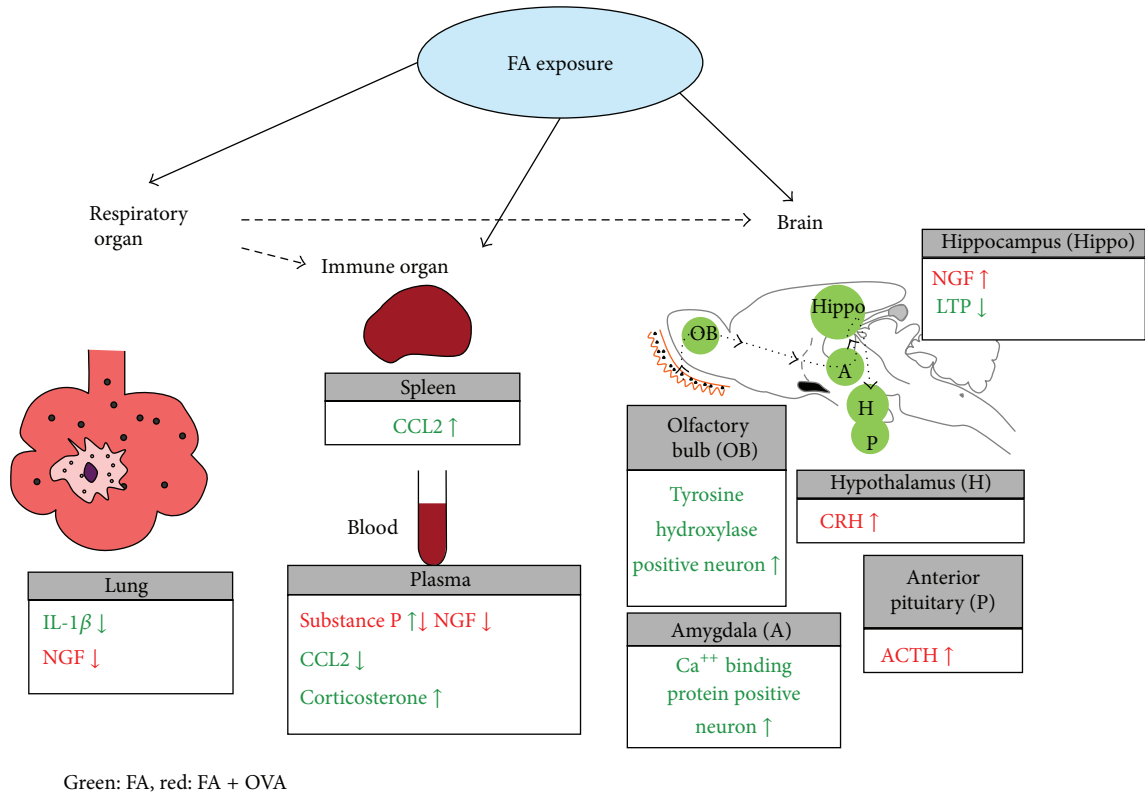 FA exposure
Respiratory
organ
Brain
Immune organ
Hippocampus (Hippo)
NGF ↑
LTP ↓
Hippo
OB
A
H
P
Spleen
CCL2 ↑
Blood
Lung
IL-1β ↓
NGF ↓
Plasma
Substance P ↑↓ NGF ↓
CCL2 ↓
Corticosterone ↑
Olfactory
bulb (OB)
Tyrosine
hydroxylase
positive neuron ↑
Hypothalamus (H)
CRH ↑
Anterior
pituitary (P)
ACTH ↑
Amygdala (A)
Ca⁺⁺ binding
protein positive
neuron ↑
Green: FA, red: FA + OVA